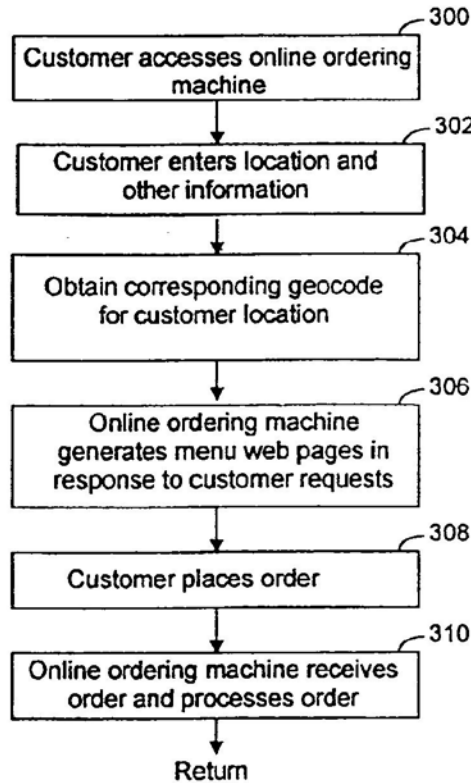 300
Customer accesses online ordering
machine
302
Customer enters location and
other information
304
Obtain corresponding geocode
for customer location
306
Online ordering machine
generates menu web pages in
response to customer requests
308
Customer places order
310
Online ordering machine receives
order and processes order
Return